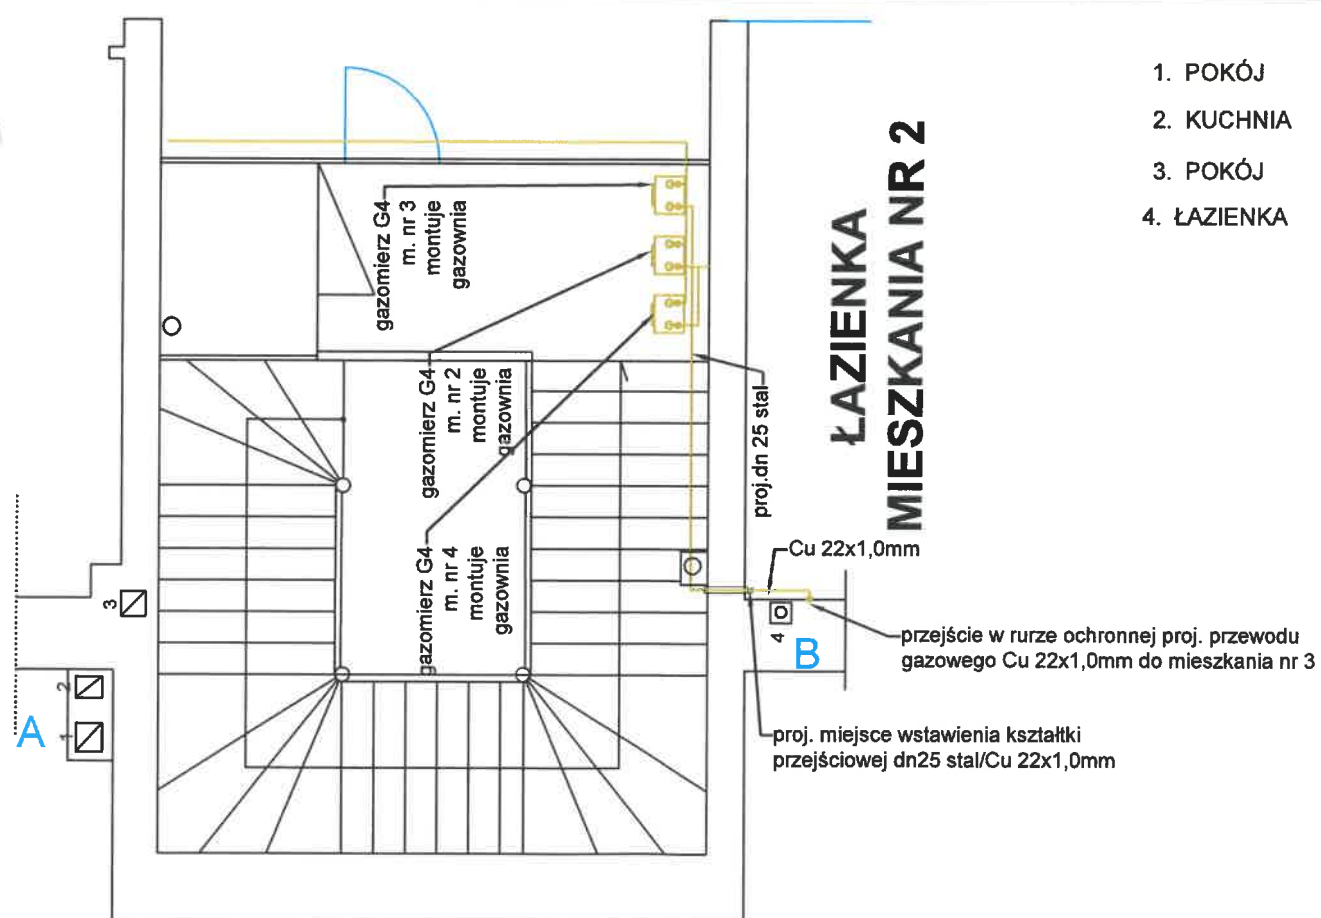 1. POKÓJ
2. KUCHNIA
3. POKÓJ
4. ŁAZIENKA
ŁAZIENKA
MIESZKANIA NR 2
gazomierz G4
m. nr 3
montuje
gazownia
gazomierz G4
m. nr 2
montuje
gazownia
gazomierz G4
m. nr 4
montuje
gazownia
proj.dn 25 stal
Cu 22x1,0mm
3
4
B
przejście w rurze ochronnej proj. przewodu
gazowego Cu 22x1,0mm do mieszkania nr 3
2
1
A
proj. miejsce wstawienia kształtki
przejściowej dn25 stal/Cu 22x1,0mm